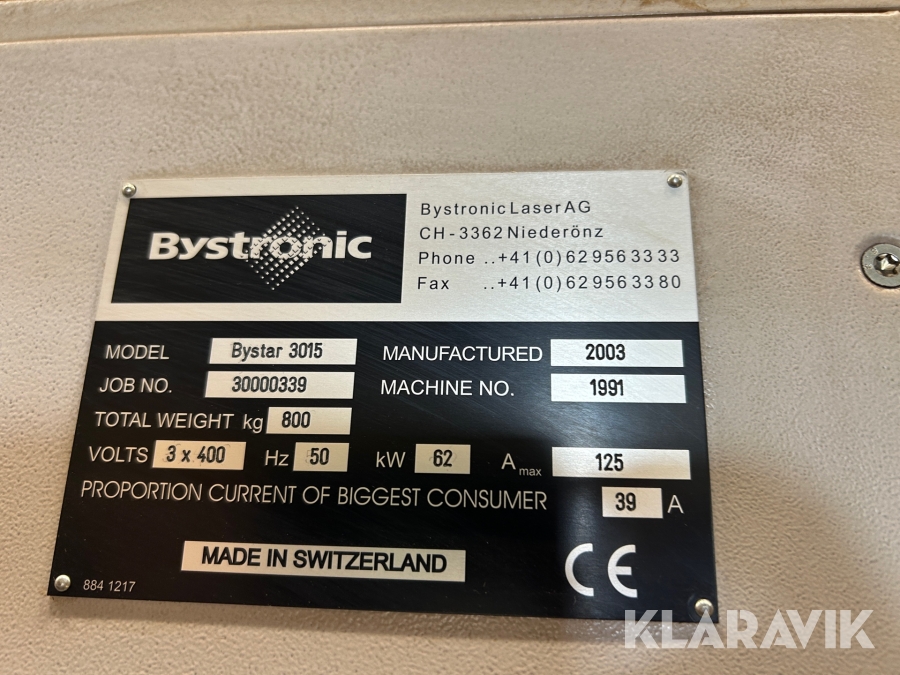 Bystronic
Bystronic Laser AG
CH - 3362 Niederönz
Phone ..+41 (0) 62 956 33 33
Fax ..+41 (0) 62 956 33 80
MODEL Bystar 3015 MANUFACTURED 2003
JOB NO. 30000339 MACHINE NO. 1991
TOTAL WEIGHT kg 800
VOLTS 3 x 400 Hz 50 kW 62 A max 125
PROPORTION CURRENT OF BIGGEST CONSUMER 39 A
MADE IN SWITZERLAND CE
884 1217
KLARAVIK